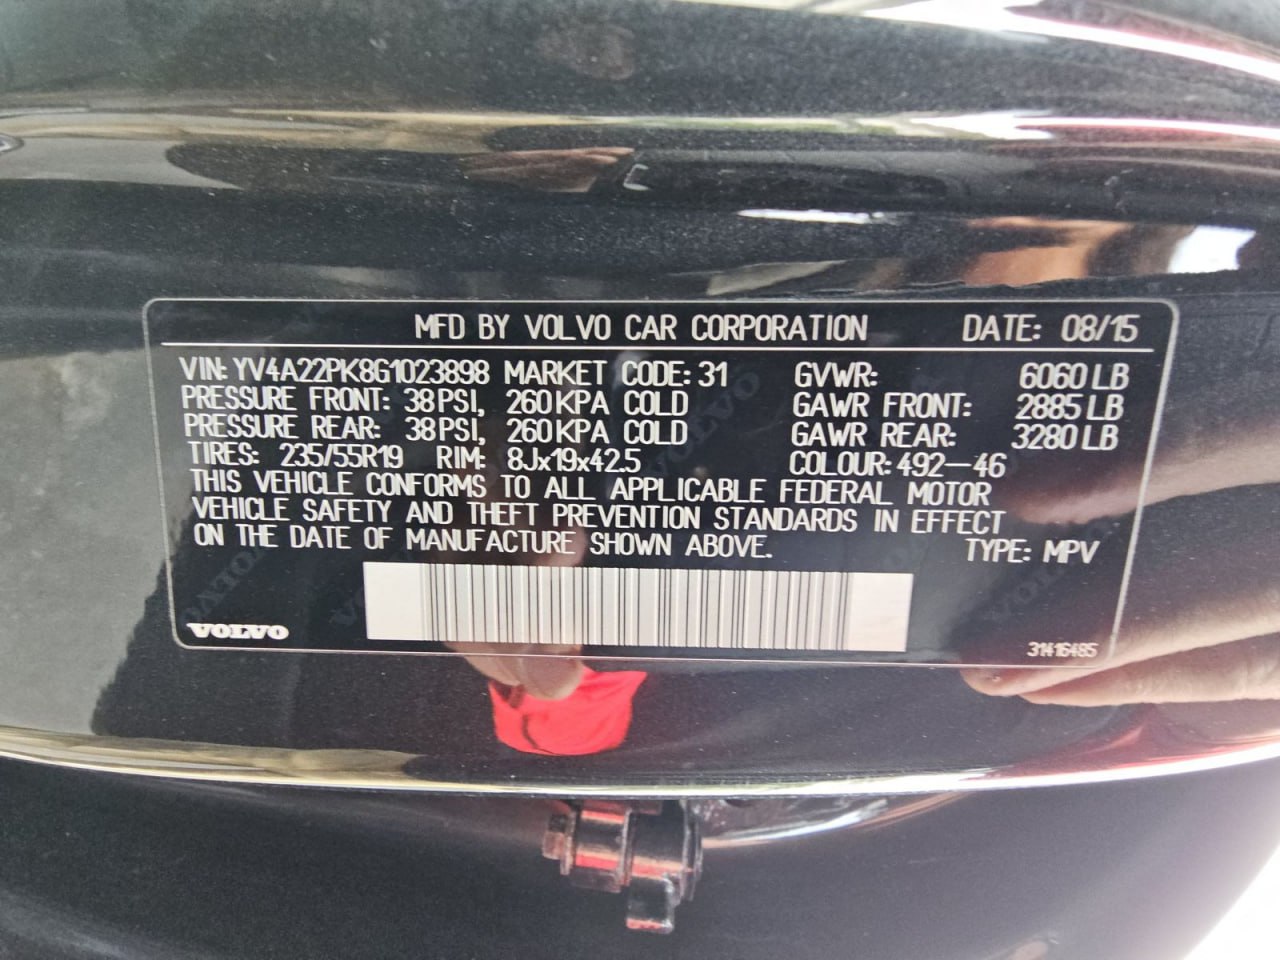 MFD BY VOLVO CAR CORPORATION DATE: 08/15
VIN: YV4A22PK8G1023898 MARKET CODE: 31 GVWR: 6060 LB
PRESSURE FRONT: 38 PSI, 260 KPA COLD GAWR FRONT: 2885 LB
PRESSURE REAR: 38 PSI, 260 KPA COLD GAWR REAR: 3280 LB
TIRES: 235/55R19 RIM: 8Jx19x42.5 COLOUR: 492-46
THIS VEHICLE CONFORMS TO ALL APPLICABLE FEDERAL MOTOR
VEHICLE SAFETY AND THEFT PREVENTION STANDARDS IN EFFECT
ON THE DATE OF MANUFACTURE SHOWN ABOVE. TYPE: MPV
VOLVO 31416485